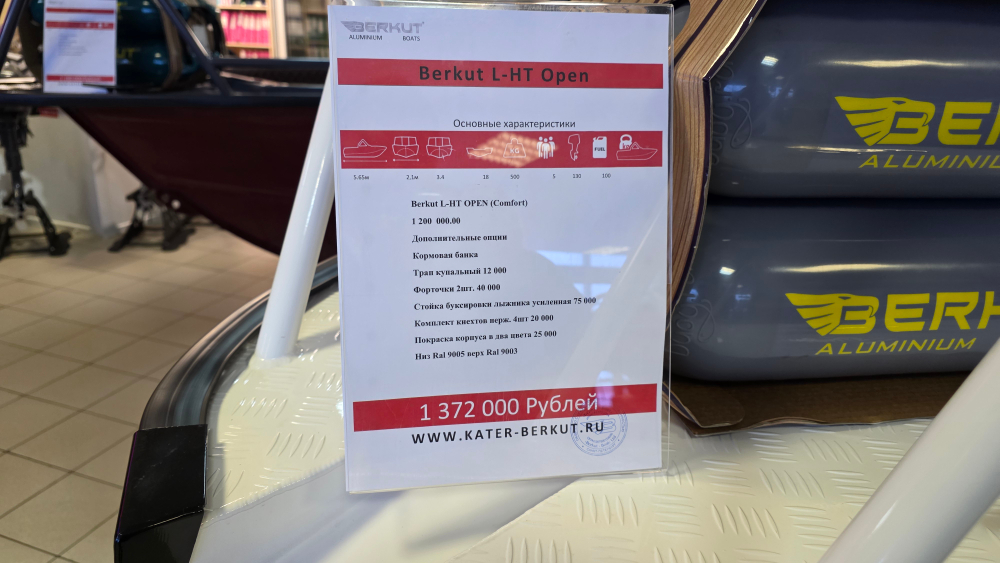 BERKUT
ALUMINIUM BOATS
Berkut L-HT Open
Основные характеристики
kg
FUEL
5.65м 2,1м 3.4 18 500 5 130 100
Berkut L-HT OPEN (Comfort)
1 200 000.00
Дополнительные опции
Кормовая банка
Трап купальный 12 000
Форточки 2шт. 40 000
Стойка буксировки лыжника усиленная 75 000
Комплект кнехтов нерж. 4шт 20 000
Покраска корпуса в два цвета 25 000
Низ Ral 9005 верх Ral 9003
1 372 000 Рублей
WWW.KATER-BERKUT.RU
BER
ALUMINIU
BERK
ALUMINIUM